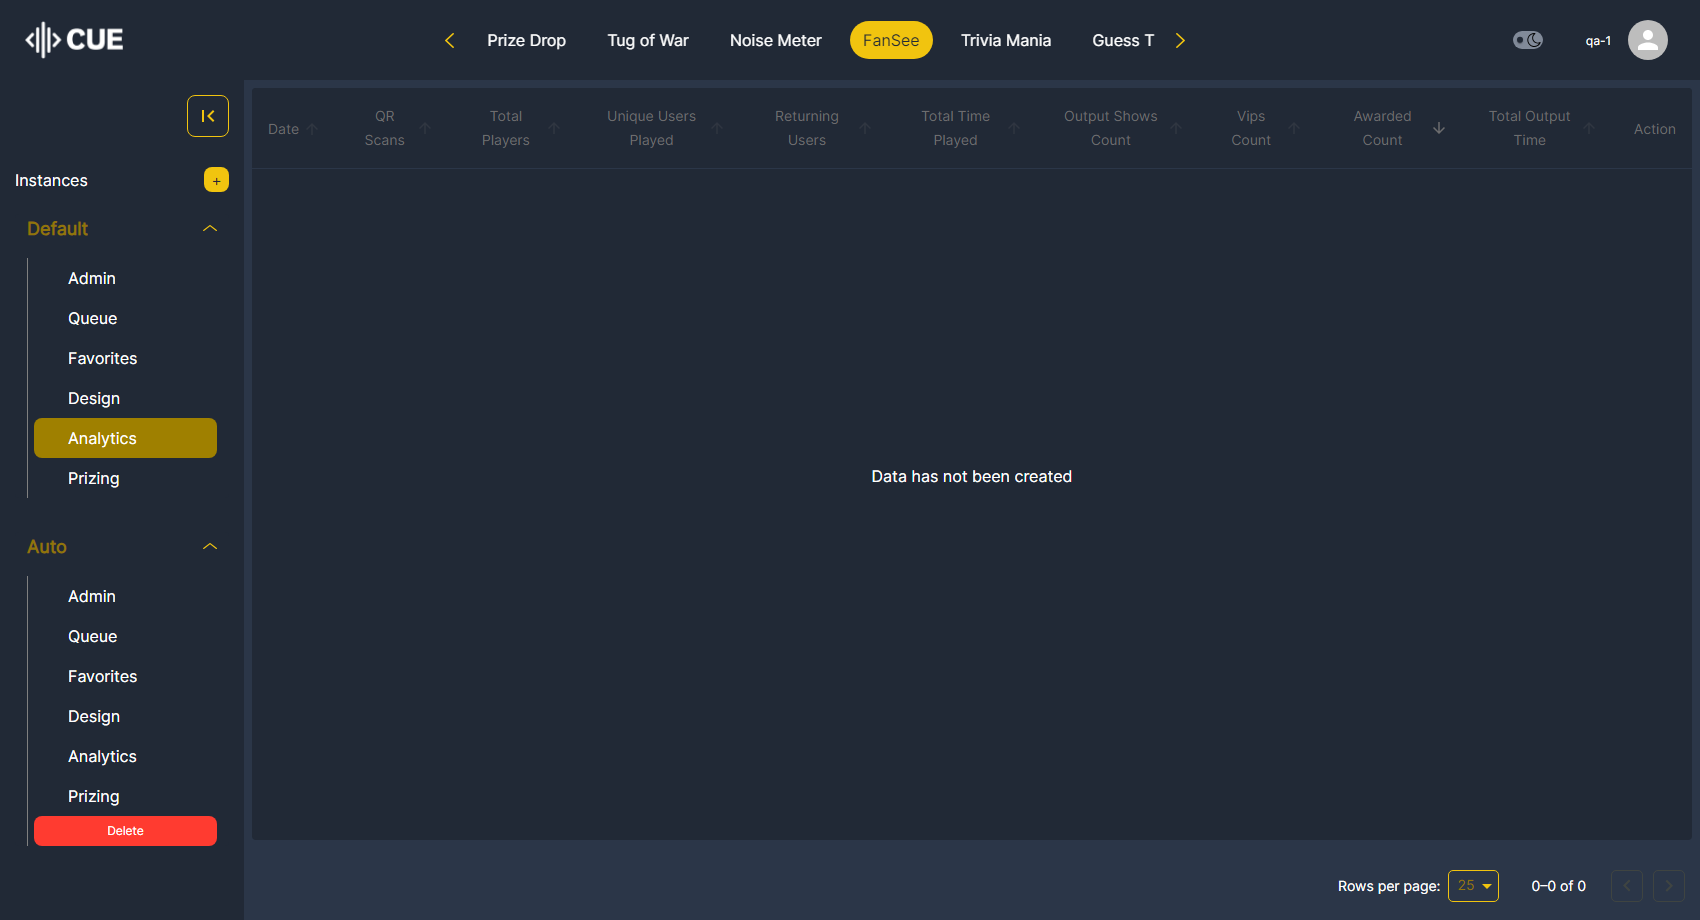 CUE
Prize Drop
Tug of War
Noise Meter
FanSee
Trivia Mania
Guess T
qa-1
Instances
+
Default
Admin
Queue
Favorites
Design
Analytics
Prizing
Auto
Admin
Queue
Favorites
Design
Analytics
Prizing
Delete
Date
QR
Scans
Total
Players
Unique Users
Played
Returning
Users
Total Time
Played
Output Shows
Count
Vips
Count
Awarded
Count
Total Output
Time
Action
Data has not been created
Rows per page:
25
0–0 of 0